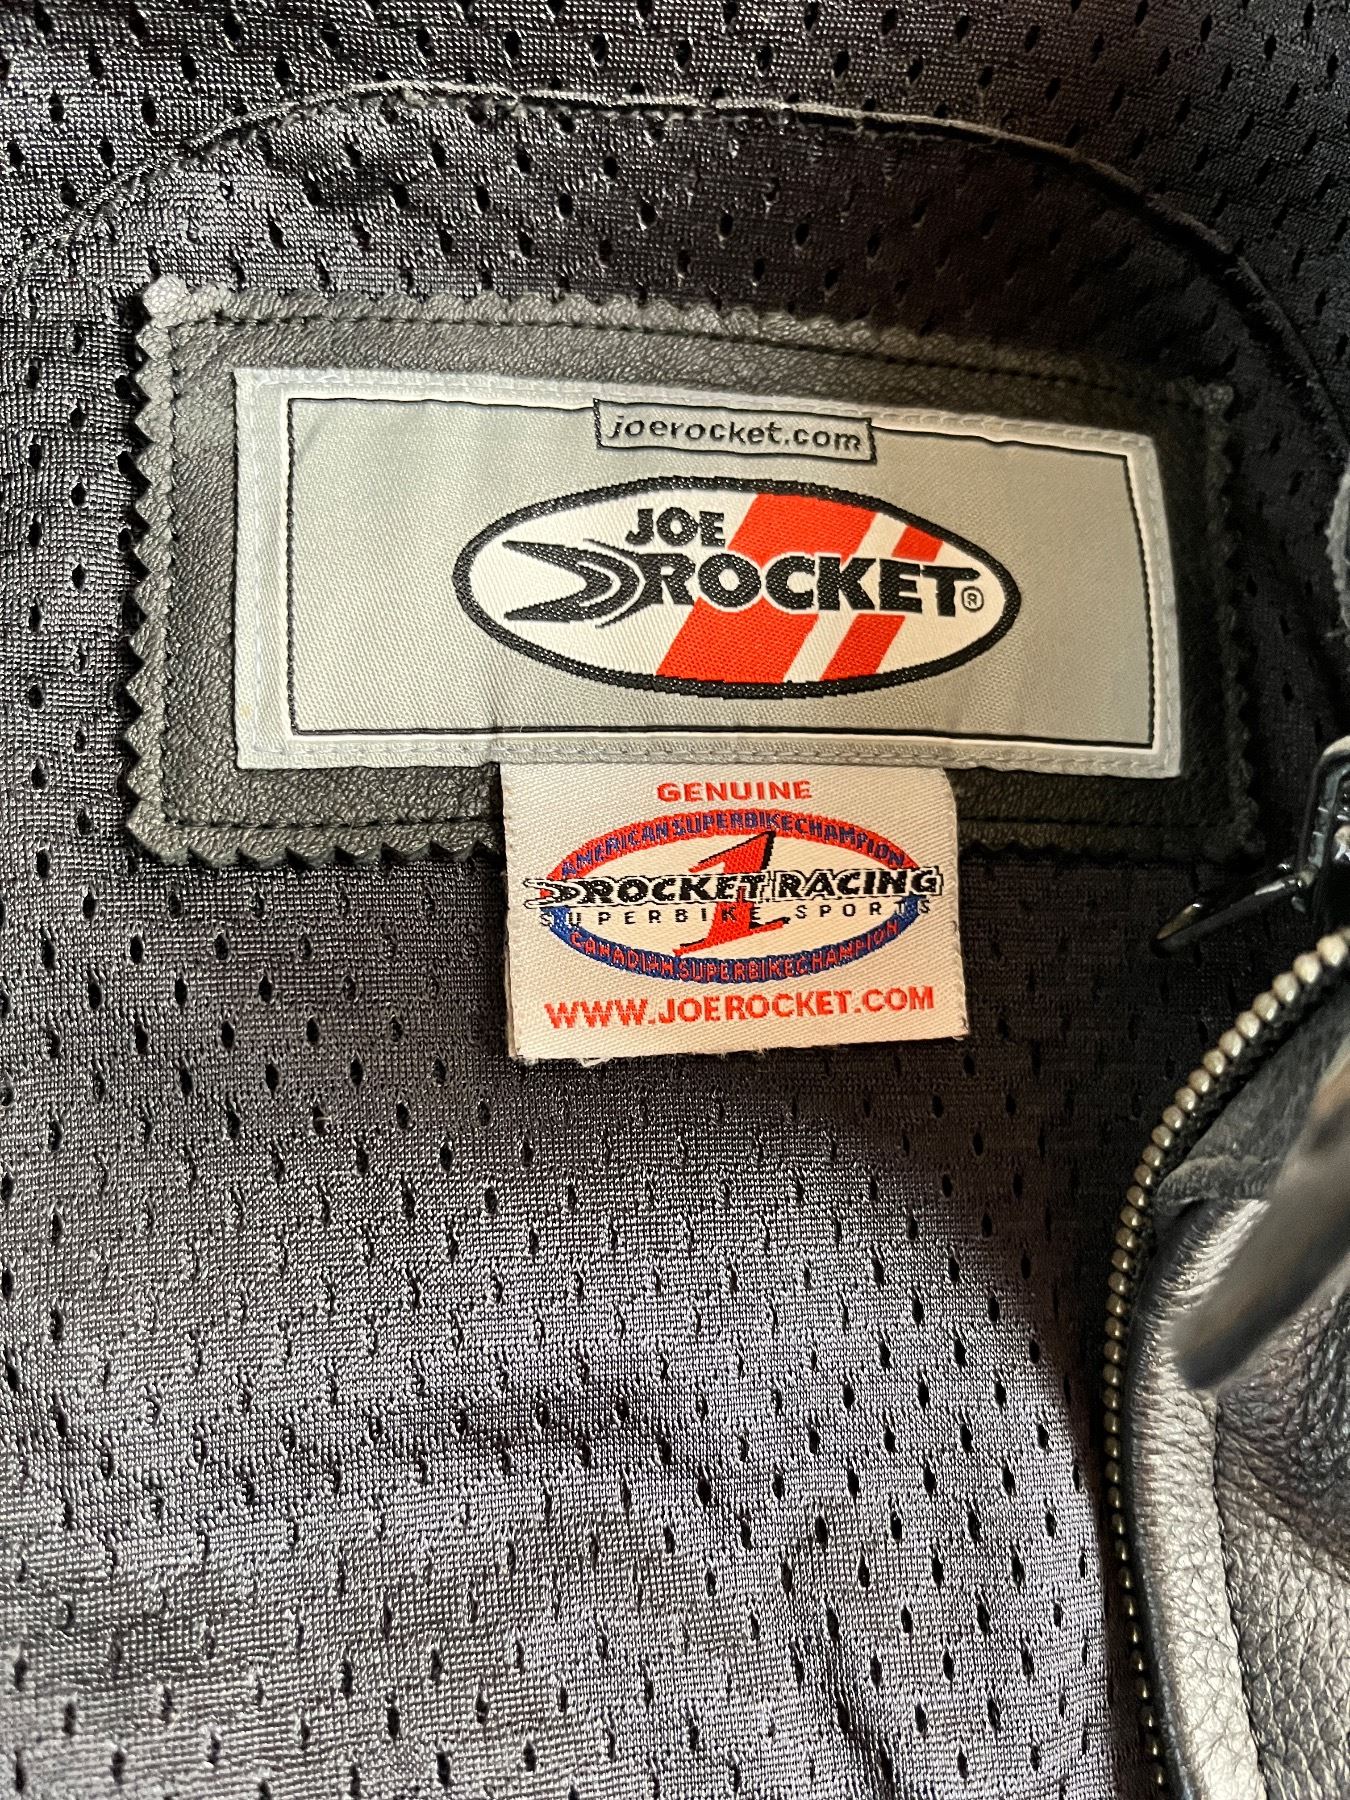 joerocket.com
JOE
ROCKET®
GENUINE
AMERICAN SUPERBIKE CHAMPION
1
ROCKET RACING
SUPERBIKE SPORTS
CANADIAN SUPERBIKE CHAMPION
WWW.JOEROCKET.COM